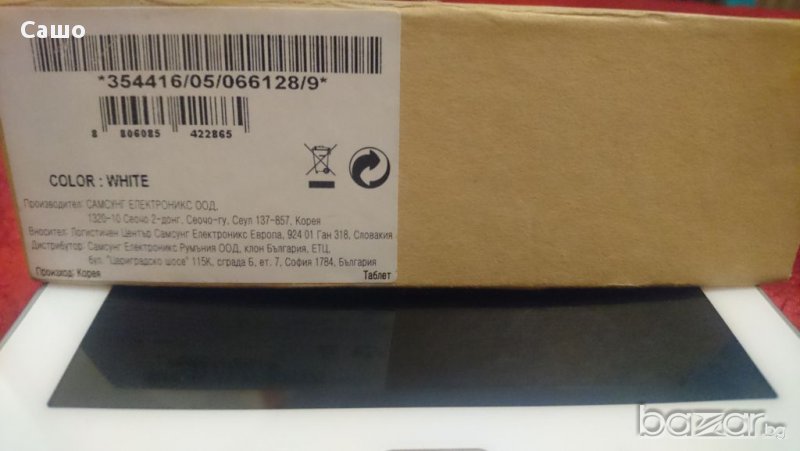 Сашо
*354416/05/066128/9*
8 806085 422865
COLOR : WHITE
Производител: САМСУНГ ЕЛЕКТРОНИКС ООД,
1320-10 Сеочо 2-донг, Сеочо-гу, Сеул 137-857, Корея
Вносител: Логистичен Център Самсунг Електроникс Европа, 924 01 Ган 318, Словакия
Дистрибутор: Самсунг Електроникс Румъния ООД, клон България, ЕТЦ,
бул. "Цариградско шосе" 115К, сграда Б, ет. 7, София 1784, България
Произход: Корея Таблет
bazar.bg